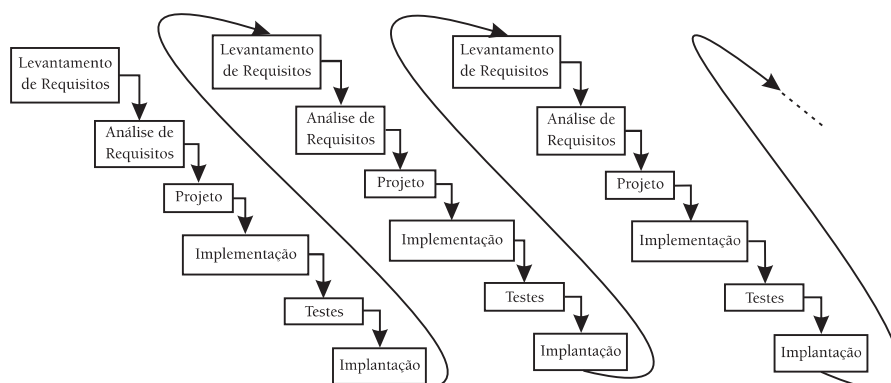 Levantamento
de Requisitos
Análise de
Requisitos
Projeto
Implementação
Testes
Implantação
Levantamento
de Requisitos
Análise de
Requisitos
Projeto
Implementação
Testes
Implantação
Levantamento
de Requisitos
Análise de
Requisitos
Projeto
Implementação
Testes
Implantação